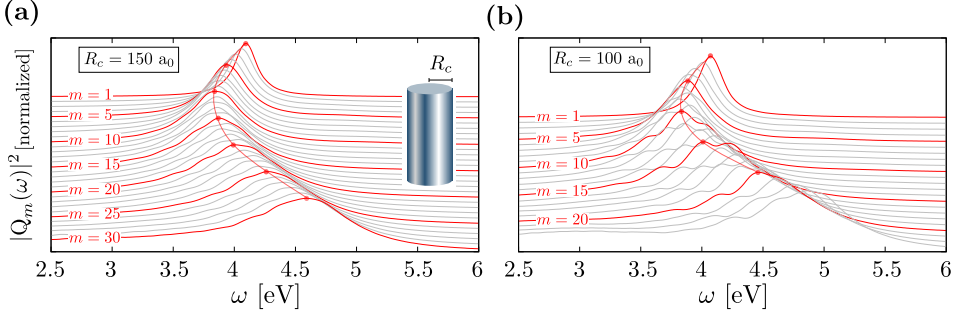 (a)
|Q_m(ω)|² [normalized]
R_c = 150 a_0
R_c
m = 1
m = 5
m = 10
m = 15
m = 20
m = 25
m = 30
2.5 3 3.5 4 4.5 5 5.5 6
ω [eV]
(b)
R_c = 100 a_0
m = 1
m = 5
m = 10
m = 15
m = 20
2.5 3 3.5 4 4.5 5 5.5 6
ω [eV]